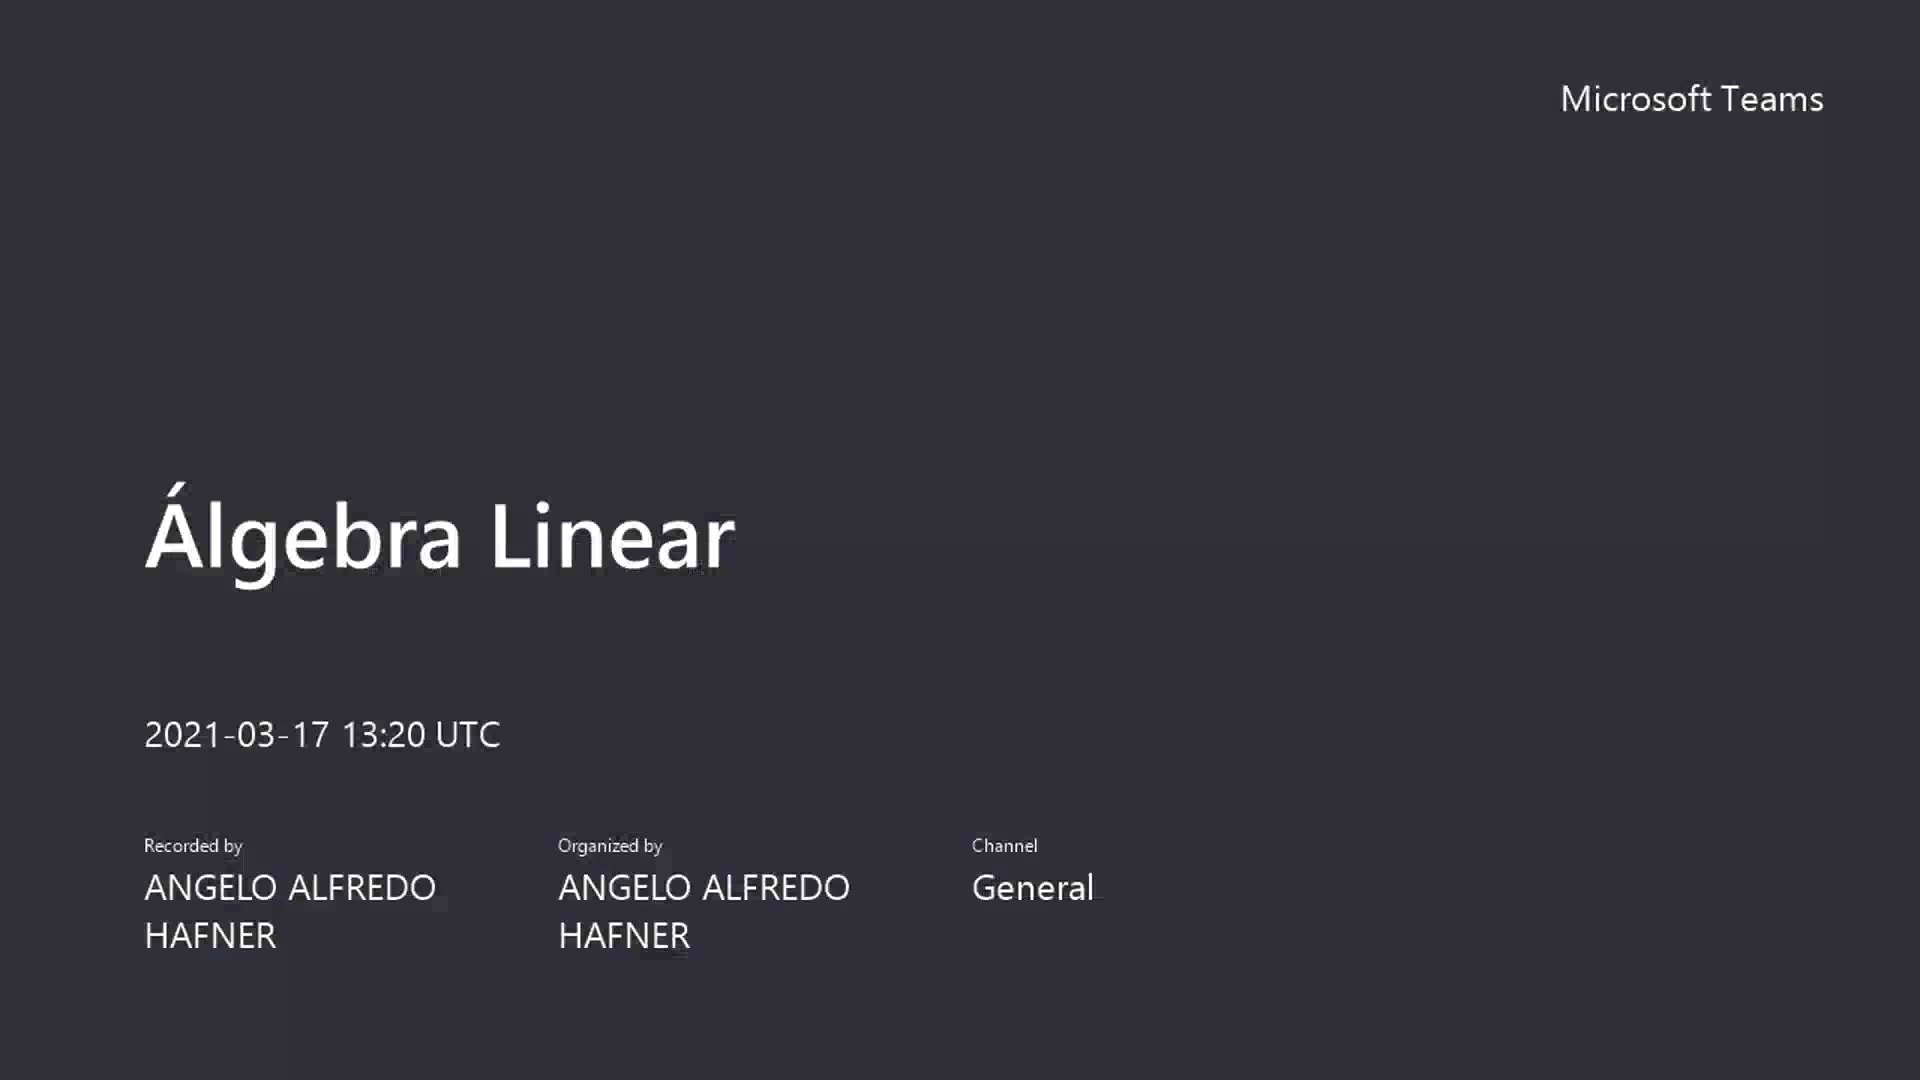 Microsoft Teams
Álgebra Linear
2021-03-17 13:20 UTC
Recorded by
ANGELO ALFREDO
HAFNER
Organized by
ANGELO ALFREDO
HAFNER
Channel
General